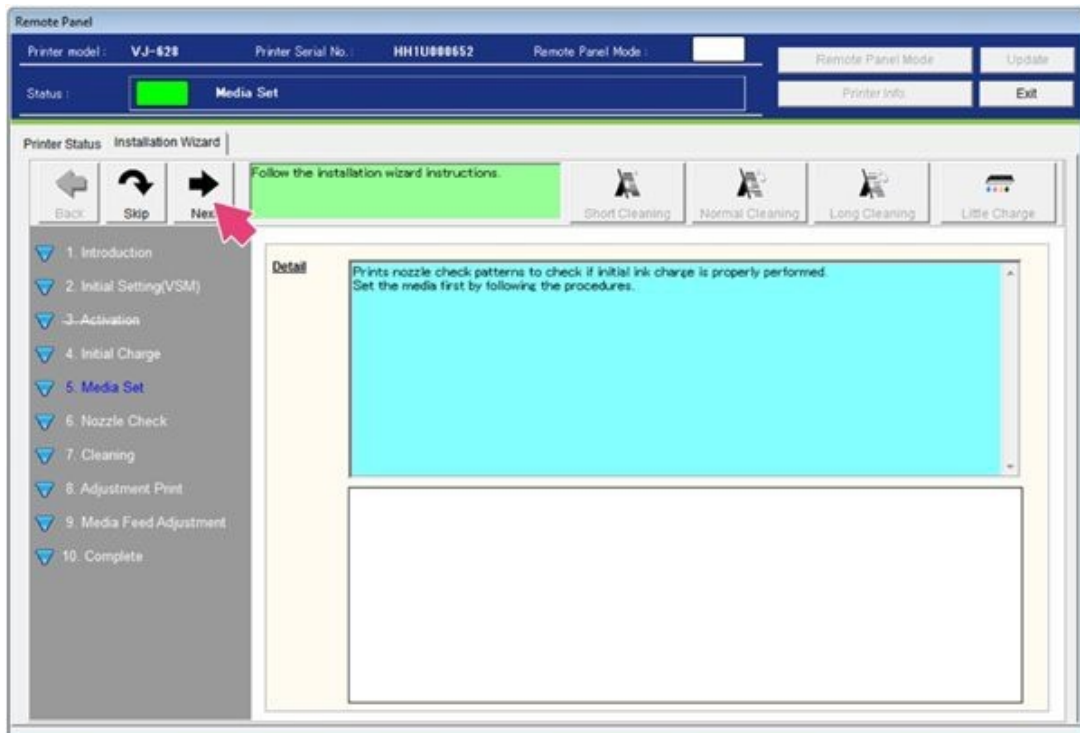 Remote Panel
Printer model : VJ-628 Printer Serial No. : HH1U000652 Remote Panel Mode :
Remote Panel Mode Update
Status : Media Set
Printer Info. Exit
Printer Status Installation Wizard
Follow the installation wizard instructions.
Back Skip Next Short Cleaning Normal Cleaning Long Cleaning Little Charge
1. Introduction
2. Initial Setting(VSM)
3. Activation
4. Initial Charge
5. Media Set
6. Nozzle Check
7. Cleaning
8. Adjustment Print
9. Media Feed Adjustment
10. Complete
Detail
Prints nozzle check patterns to check if initial ink charge is properly performed.
Set the media first by following the procedures.